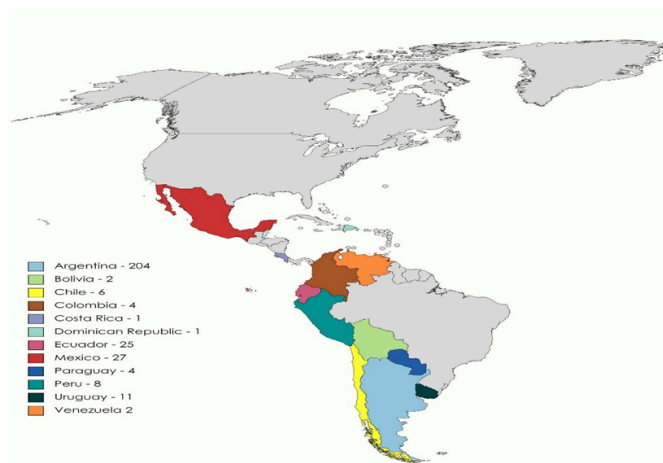 Argentina - 204
Bolivia - 2
Chile - 6
Colombia - 4
Costa Rica - 1
Dominican Republic - 1
Ecuador - 25
Mexico - 27
Paraguay - 4
Peru - 8
Uruguay - 11
Venezuela 2